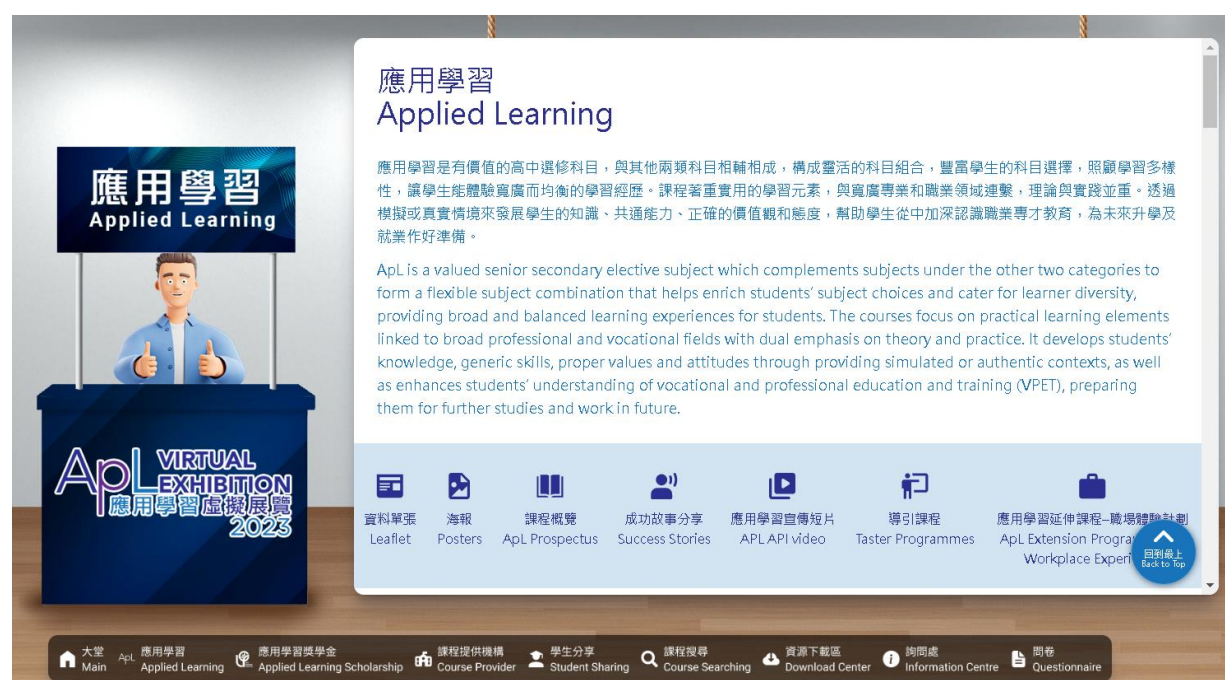 應用學習
Applied Learning
應用學習是有價值的高中選修科目，與其他兩類科目相輔相成，構成靈活的科目組合，豐富學生的科目選擇，照顧學習多樣
性，讓學生能體驗寬廣而均衡的學習經歷。課程著重實用的學習元素，與寬廣專業和職業領域連繫，理論與實踐並重。透過
模擬或真實情境來發展學生的知識、共通能力、正確的價值觀和態度，幫助學生從中加深認識職業專才教育，為未來升學及
就業作好準備。
ApL is a valued senior secondary elective subject which complements subjects under the other two categories to
form a flexible subject combination that helps enrich students' subject choices and cater for learner diversity,
providing broad and balanced learning experiences for students. The courses focus on practical learning elements
linked to broad professional and vocational fields with dual emphasis on theory and practice. It develops students'
knowledge, generic skills, proper values and attitudes through providing simulated or authentic contexts, as well
as enhances students' understanding of vocational and professional education and training (VPET), preparing
them for further studies and work in future.
應用學習
Applied Learning
ApL VIRTUAL
EXHIBITION
應用學習虛擬展覽
2023
資料單張
Leaflet
海報
Posters
課程概覽
ApL Prospectus
成功故事分享
Success Stories
應用學習宣傳短片
APL API video
導引課程
Taster Programmes
應用學習延伸課程–職場體驗計劃
ApL Extension
Workplace
回到最上
Back to Top
大堂
Main
ApL
應用學習
Applied Learning
應用學習獎學金
Applied Learning Scholarship
課程提供機構
Course Provider
學生分享
Student Sharing
課程搜尋
Course Searching
資源下載區
Download Center
詢問處
Information Centre
問卷
Questionnaire